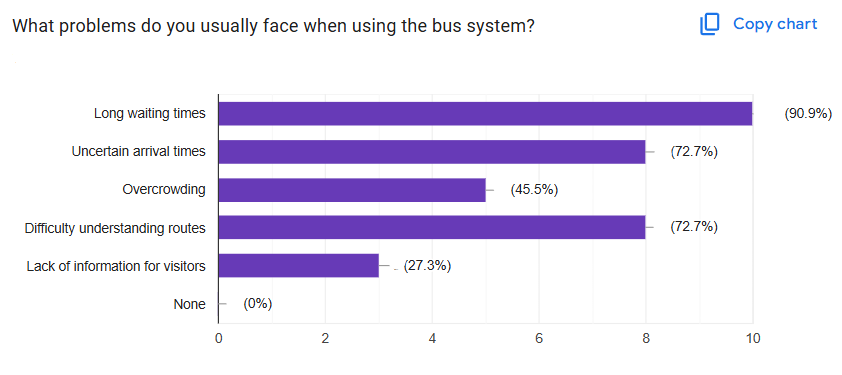 What problems do you usually face when using the bus system?
Copy chart
Long waiting times (90.9%)
Uncertain arrival times (72.7%)
Overcrowding (45.5%)
Difficulty understanding routes (72.7%)
Lack of information for visitors (27.3%)
None (0%)
0 2 4 6 8 10